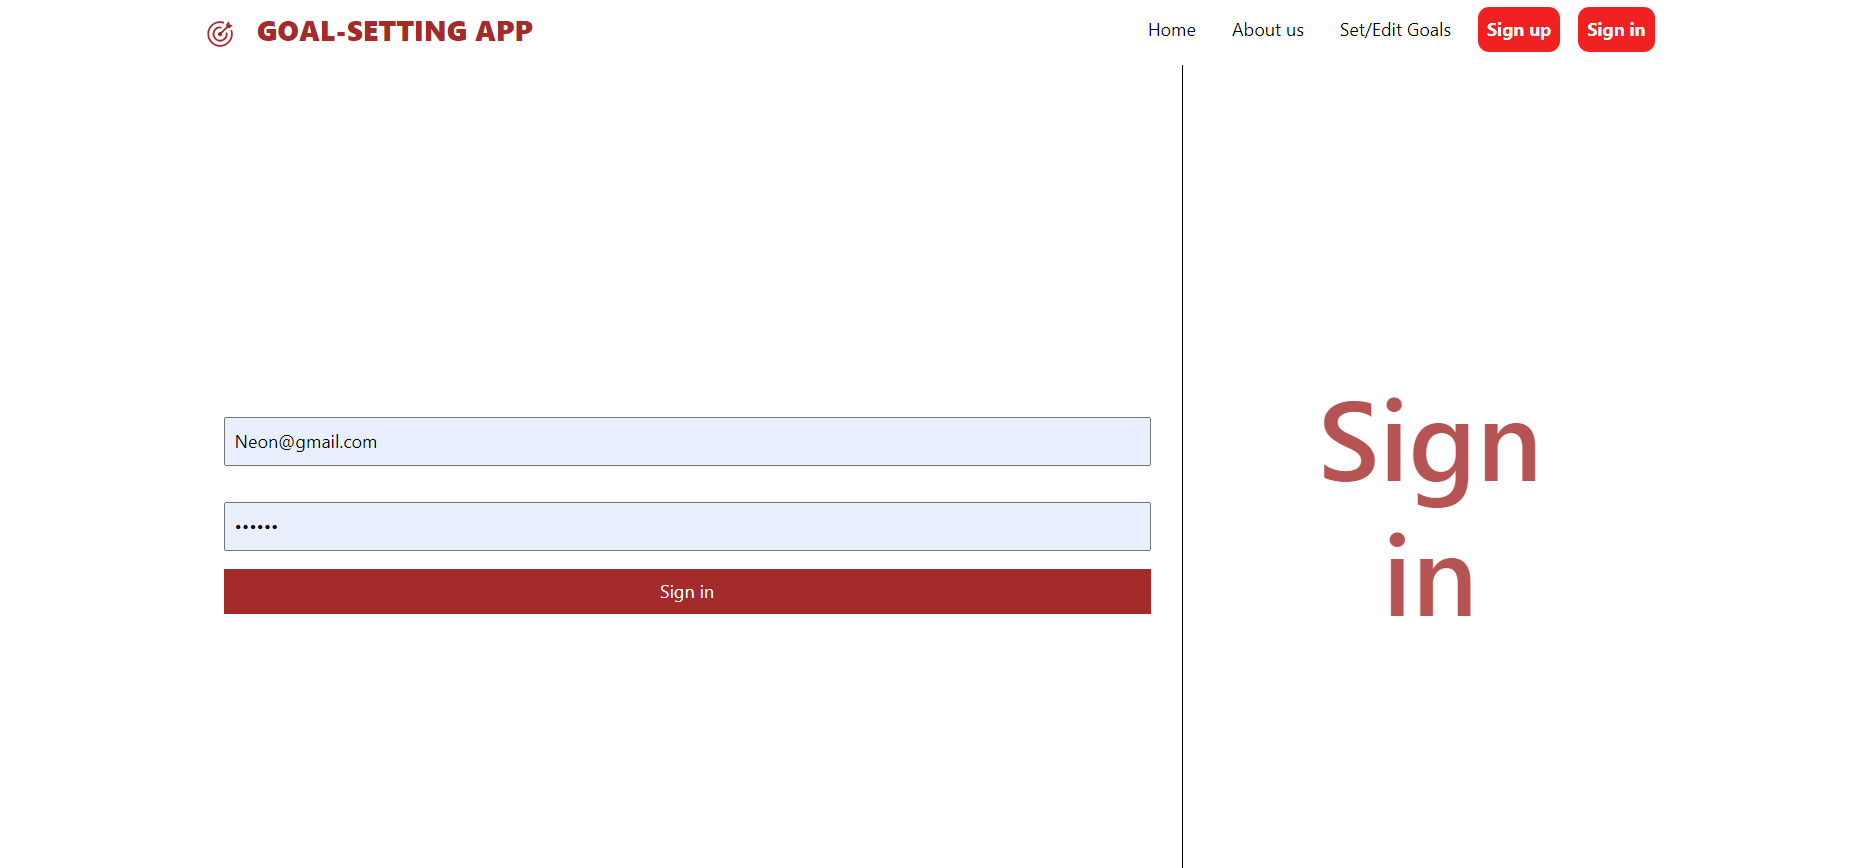 GOAL-SETTING APP
Home
About us
Set/Edit Goals
Sign up
Sign in
Neon@gmail.com
••••••
Sign in
Sign
in